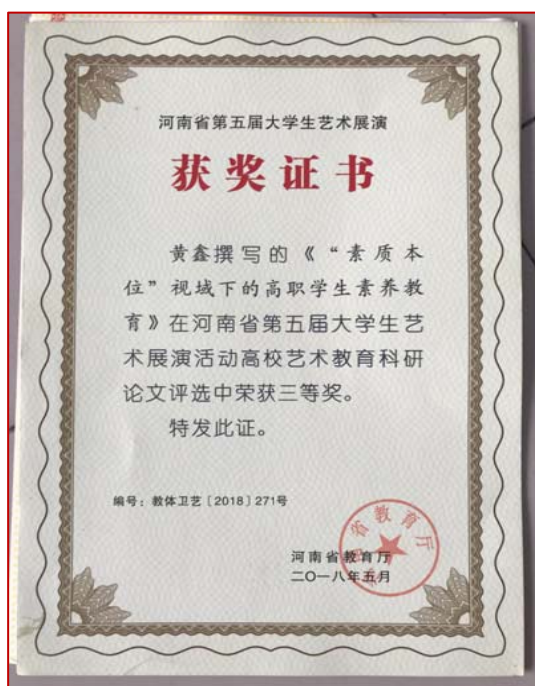 河南省第五届大学生艺术展演
获奖证书
黄鑫撰写的《“素质本
位”视域下的高职学生素养教
育》在河南省第五届大学生艺
术展演活动高校艺术教育科研
论文评选中荣获三等奖。
特发此证。
编号：教体卫艺〔2018〕271号
河南省教育厅
二〇一八年五月
河南省教育厅